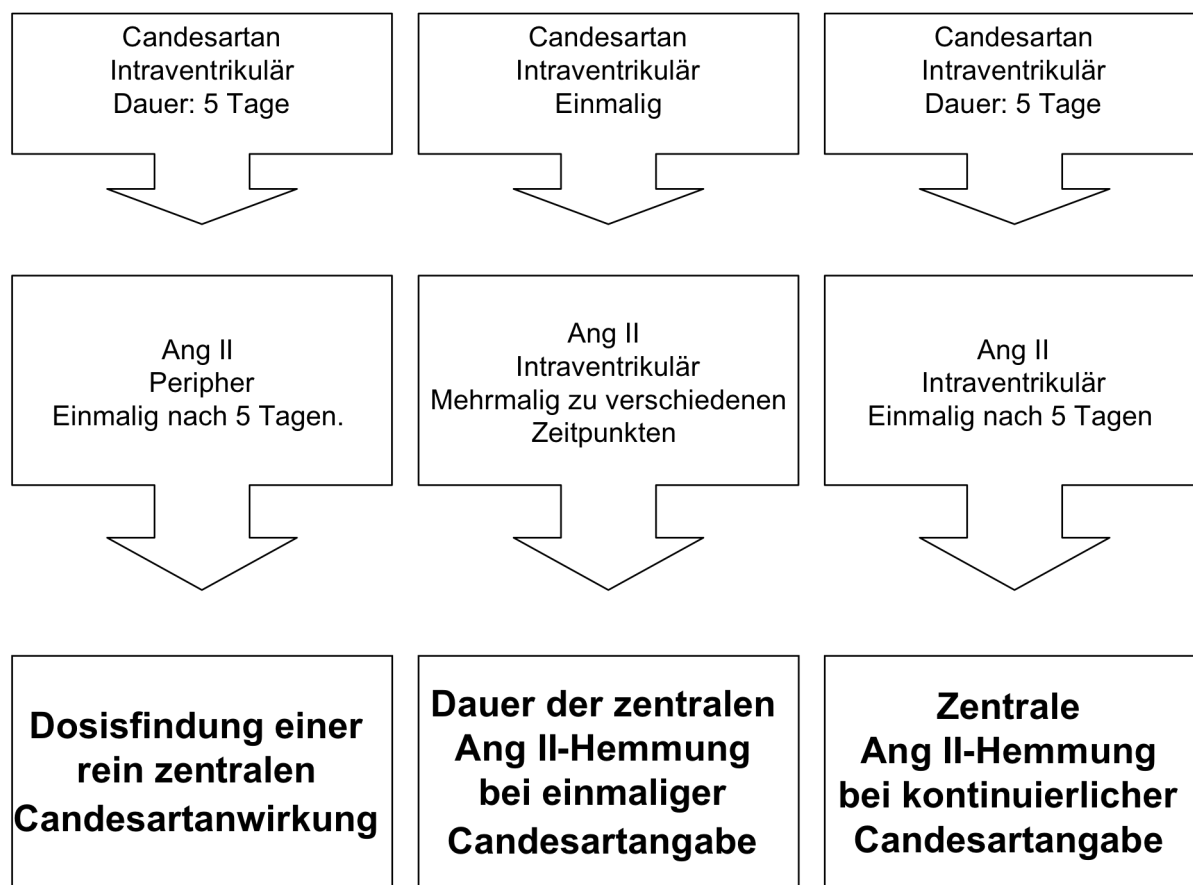 Candesartan
Intraventrikulär
Dauer: 5 Tage
Candesartan
Intraventrikulär
Einmalig
Candesartan
Intraventrikulär
Dauer: 5 Tage
Ang II
Peripher
Einmalig nach 5 Tagen.
Ang II
Intraventrikulär
Mehrmalig zu verschiedenen
Zeitpunkten
Ang II
Intraventrikulär
Einmalig nach 5 Tagen
Dosisfindung einer
rein zentralen
Candesartanwirkung
Dauer der zentralen
Ang II-Hemmung
bei einmaliger
Candesartangabe
Zentrale
Ang II-Hemmung
bei kontinuierlicher
Candesartangabe